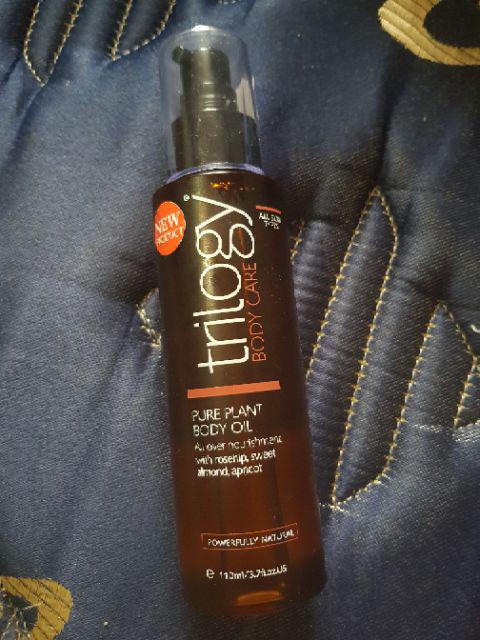 NEW
PRODUCT
ALL SKIN
TYPES
trilogy®
BODY CARE
PURE PLANT
BODY OIL
All over nourishment
with rosehip, sweet
almond, apricot
POWERFULLY NATURAL
e 110ml/3.7fl.oz.US